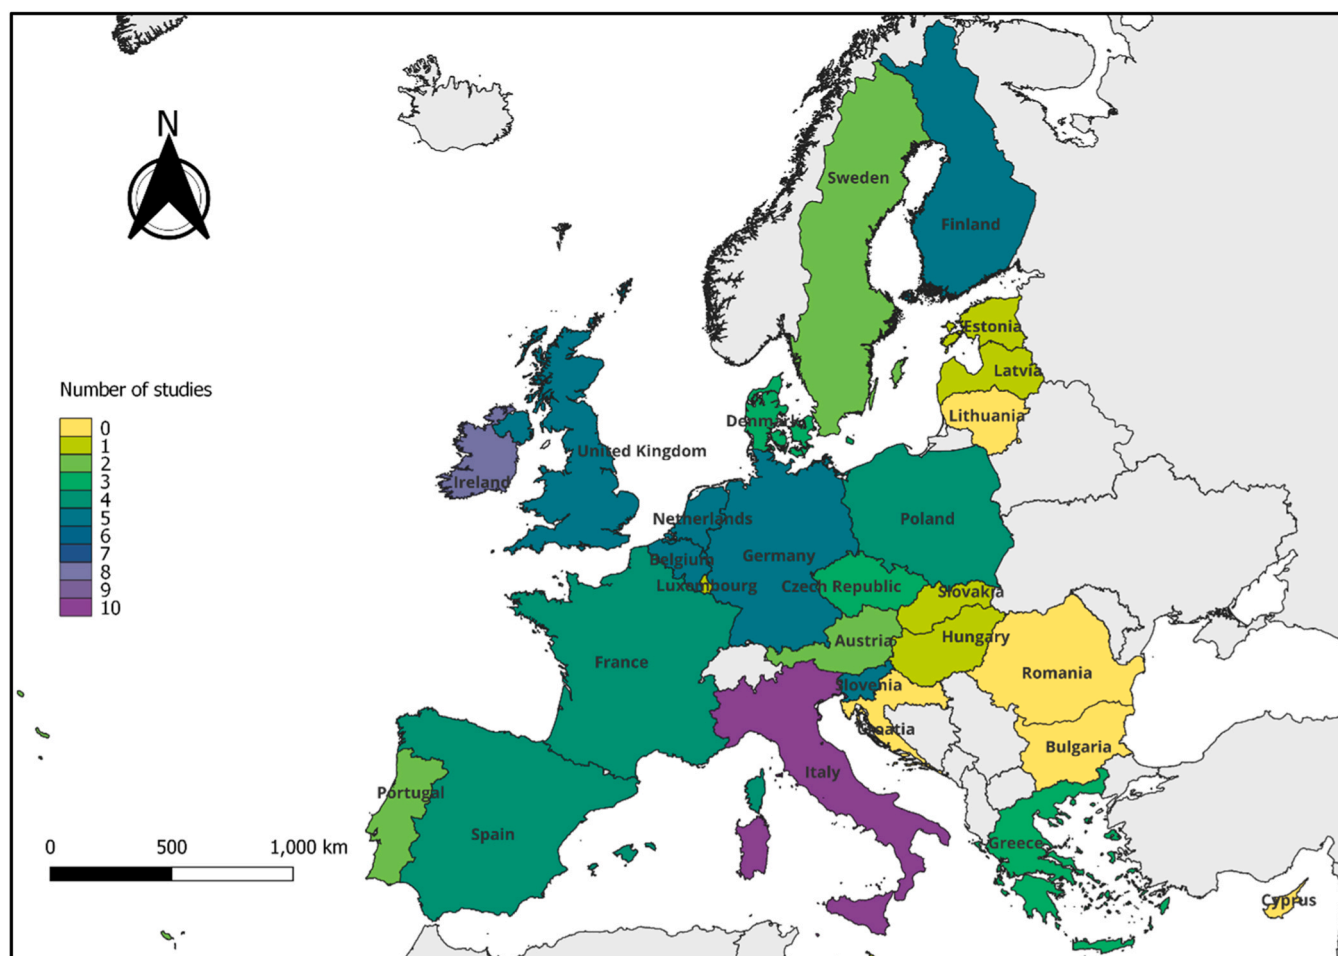 N
Sweden
Finland
Estonia
Latvia
Lithuania
Number of studies
0
1
2
3
4
5
6
7
8
9
10
Denmark
United Kingdom
Ireland
Netherlands
Poland
Belgium
Germany
Luxembourg
Czech Republic
Slovakia
Austria
Hungary
France
Slovenia
Romania
Croatia
Bulgaria
Italy
Portugal
Spain
Greece
Cyprus
0 500 1,000 km